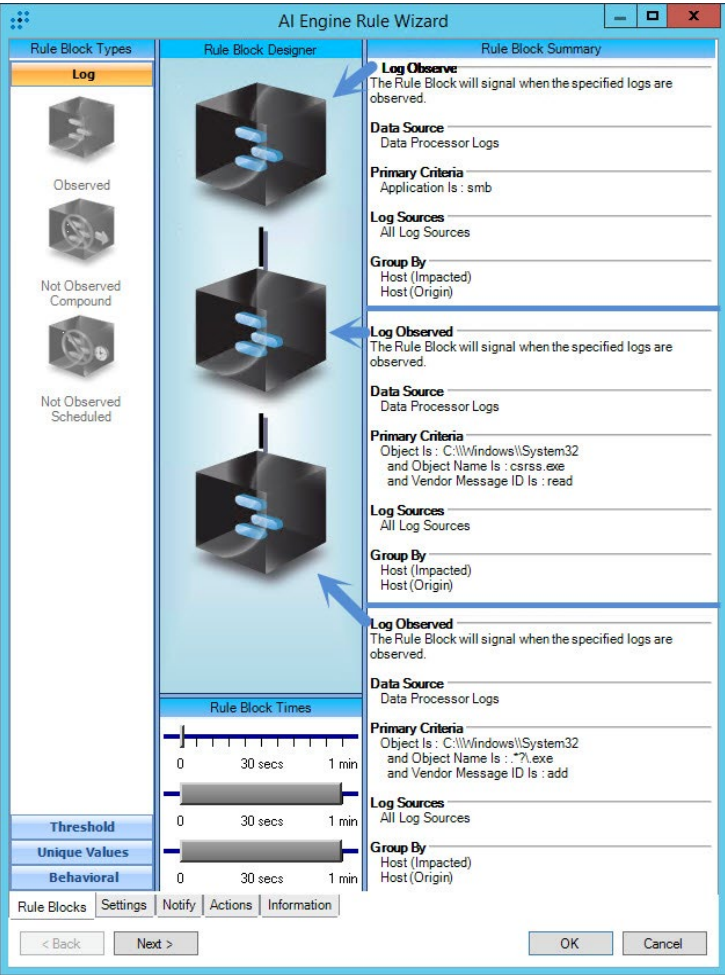 AI Engine Rule Wizard
Rule Block Types
Log
Observed
Not Observed
Compound
Not Observed
Scheduled
Threshold
Unique Values
Behavioral
Rule Block Designer
Rule Block Times
0 30 secs 1 min
0 30 secs 1 min
0 30 secs 1 min
Rule Block Summary
Log Observe
The Rule Block will signal when the specified logs are
observed.
Data Source
Data Processor Logs
Primary Criteria
Application Is : smb
Log Sources
All Log Sources
Group By
Host (Impacted)
Host (Origin)
Log Observed
The Rule Block will signal when the specified logs are
observed.
Data Source
Data Processor Logs
Primary Criteria
Object Is : C:\\Windows\\System32
and Object Name Is : csrss.exe
and Vendor Message ID Is : read
Log Sources
All Log Sources
Group By
Host (Impacted)
Host (Origin)
Log Observed
The Rule Block will signal when the specified logs are
observed.
Data Source
Data Processor Logs
Primary Criteria
Object Is : C:\\Windows\\System32
and Object Name Is : .*?\.exe
and Vendor Message ID Is : add
Log Sources
All Log Sources
Group By
Host (Impacted)
Host (Origin)
Rule Blocks Settings Notify Actions Information
< Back Next > OK Cancel